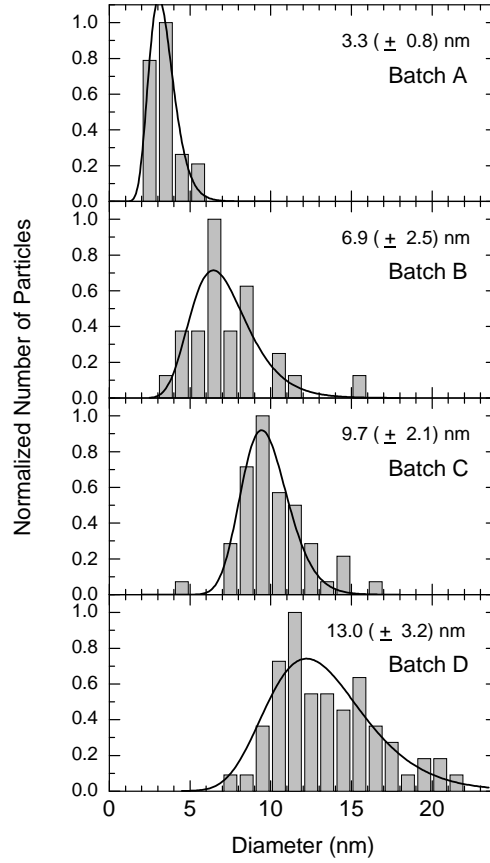 1.0
3.3 ( ± 0.8) nm
0.8
Batch A
0.6
0.4
0.2
0.0
1.0
6.9 ( ± 2.5) nm
0.8
Batch B
0.6
0.4
0.2
0.0
1.0
9.7 ( ± 2.1) nm
0.8
Batch C
0.6
0.4
0.2
0.0
1.0
13.0 ( ± 3.2) nm
0.8
Batch D
0.6
0.4
0.2
0.0
0 5 10 15 20
Diameter (nm)
Normalized Number of Particles